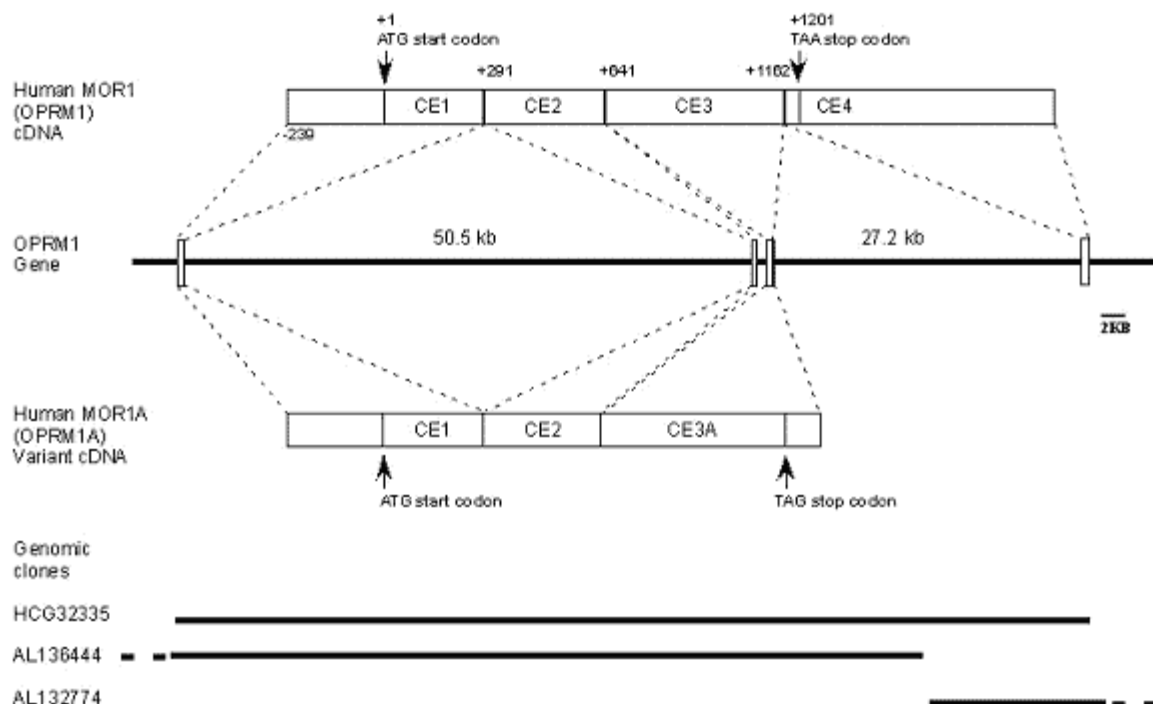 +1
ATG start codon
+1201
TAA stop codon
+291
+641
+1162
Human MOR1
(OPRM1)
cDNA
CE1
CE2
CE3
CE4
-239
OPRM1
Gene
50.5 kb
27.2 kb
2KB
Human MOR1A
(OPRM1A)
Variant cDNA
CE1
CE2
CE3A
ATG start codon
TAG stop codon
Genomic
clones
HCG32335
AL136444
AL132774